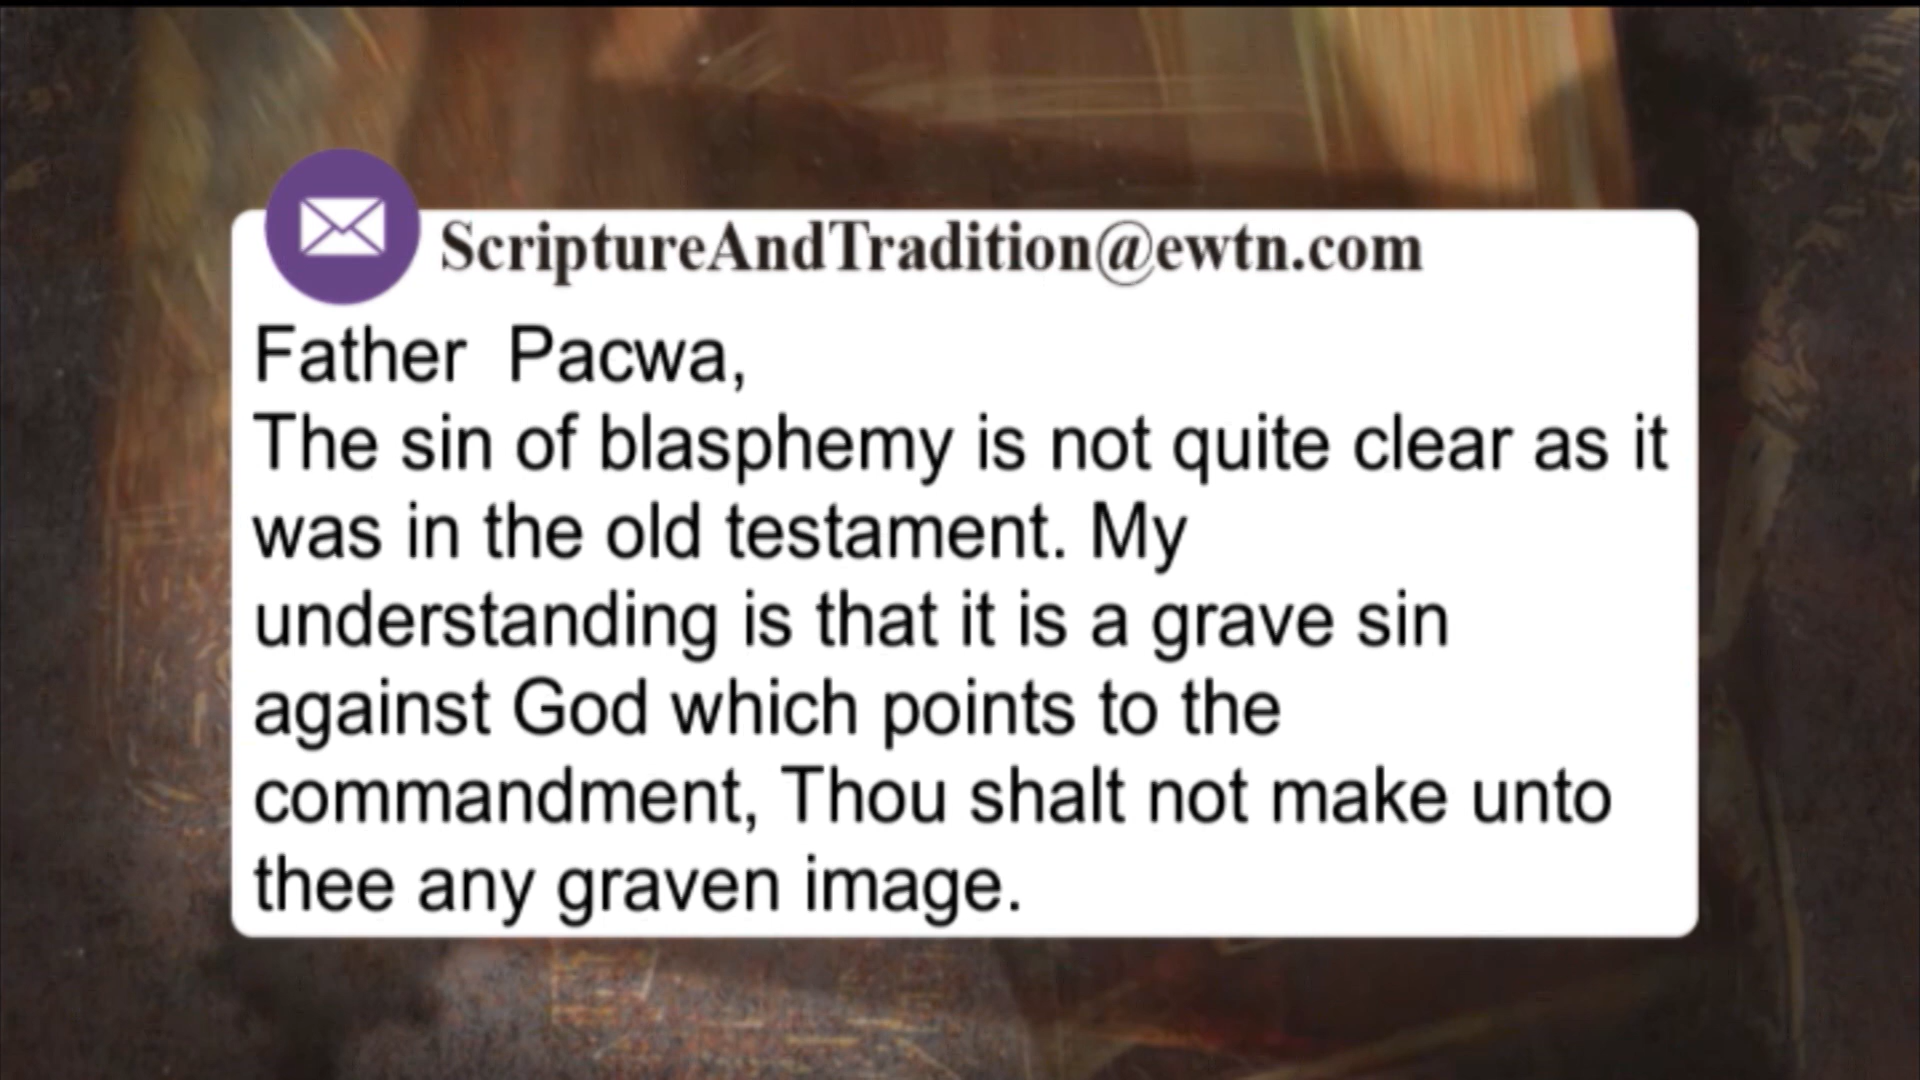 ScriptureAndTradition@ewtn.com
Father  Pacwa,
The sin of blasphemy is not quite clear as it
was in the old testament. My
understanding is that it is a grave sin
against God which points to the
commandment, Thou shalt not make unto
thee any graven image.